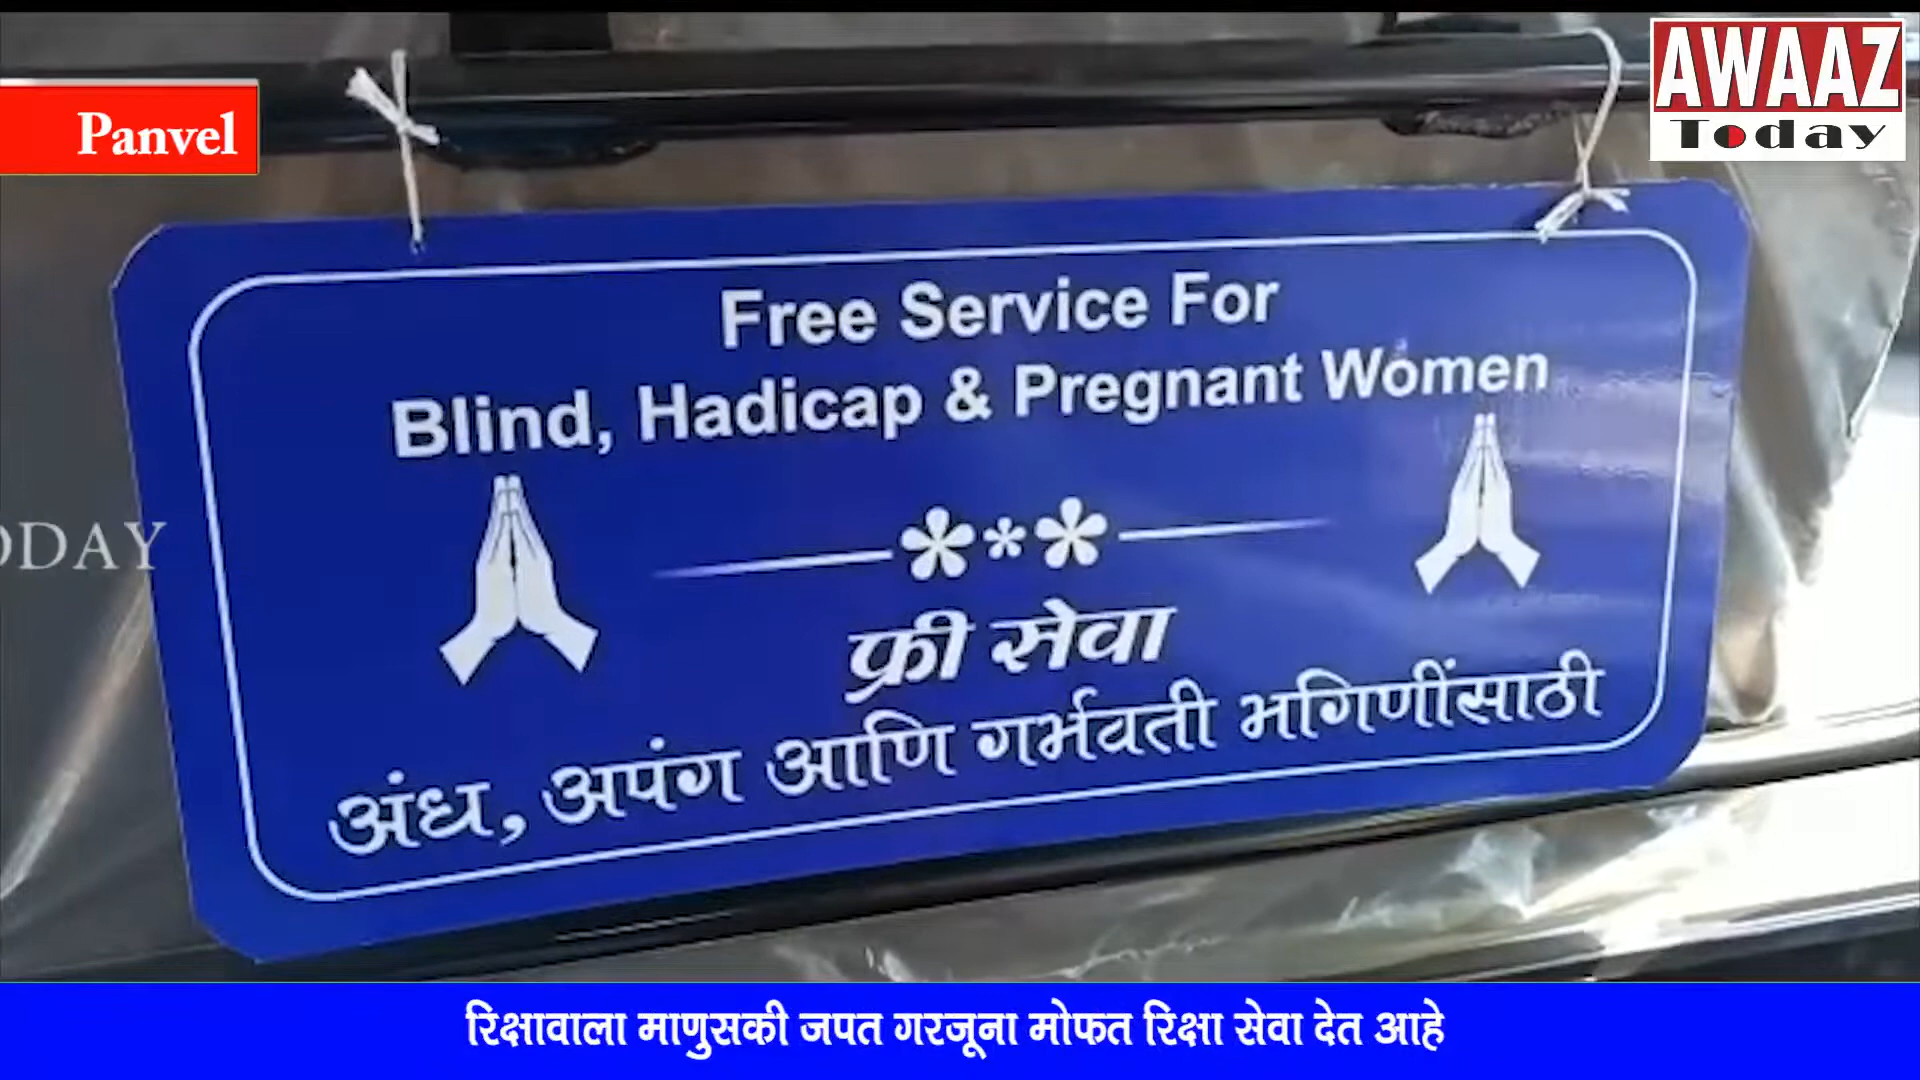 AWAAZ
Today
Panvel
Free Service For
Blind, Hadicap & Pregnant Women
ODAY
***
फ्री सेवा
अंध, अपंग आणि गर्भवती भगिणींसाठी
रिक्षावाला माणुसकी जपत गरजूना मोफत रिक्षा सेवा देत आहे